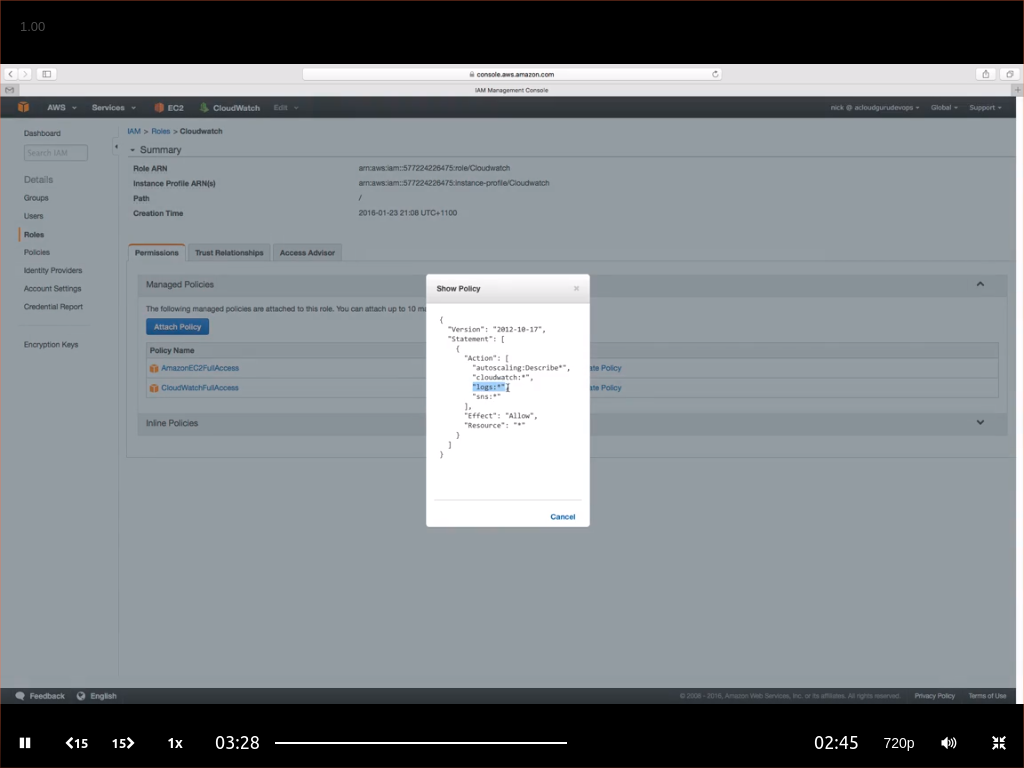 1.00
console.aws.amazon.com
IAM Management Console
AWS Services EC2 CloudWatch Edit nick @ acloudgurudevops Global Support
Dashboard
Search IAM
Details
Groups
Users
Roles
Policies
Identity Providers
Account Settings
Credential Report
Encryption Keys
IAM > Roles > Cloudwatch
Summary
Role ARN arn:aws:iam::577224226475:role/Cloudwatch
Instance Profile ARN(s) arn:aws:iam::577224226475:instance-profile/Cloudwatch
Path /
Creation Time 2016-01-23 21:08 UTC+1100
Permissions Trust Relationships Access Advisor
Managed Policies
The following managed policies are attached to this role. You can attach up to 10 m
Attach Policy
Policy Name
AmazonEC2FullAccess ate Policy
CloudWatchFullAccess ate Policy
Inline Policies
Show Policy ×
{
"Version": "2012-10-17",
"Statement": [
{
"Action": [
"autoscaling:Describe*",
"cloudwatch:*",
"logs:*",
"sns:*"
],
"Effect": "Allow",
"Resource": "*"
}
]
}
Cancel
Feedback English © 2008 - 2016, Amazon Web Services, Inc. or its affiliates. All rights reserved. Privacy Policy Terms of Use
15 15 1x 03:28 02:45 720p